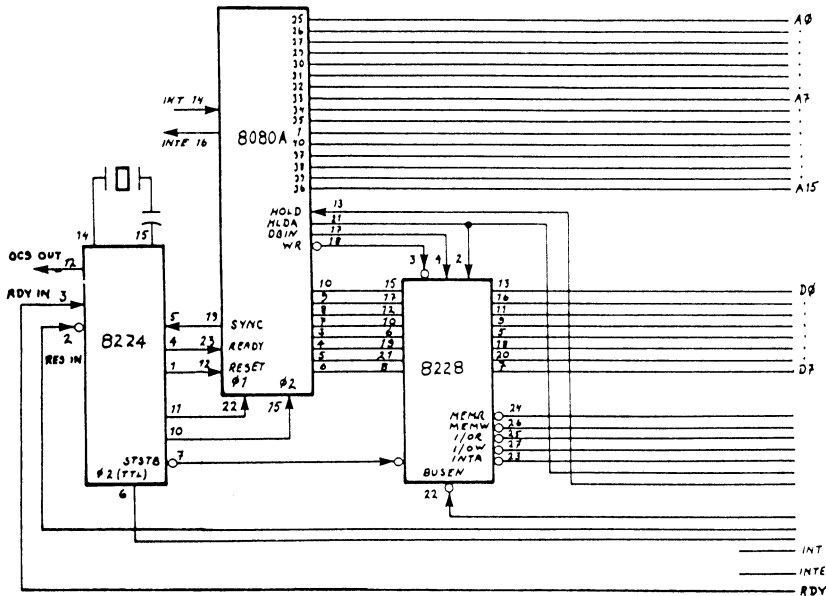 25 A0
26
27
29
30
31
32
33 A7
34
35
1
40
37
38
39
36 A15
INT 14
INTE 16
8080A
HOLD 13
HLDA 21
DBIN 17
WR 18
14 15
OCS OUT 12
RDY IN 3
2
RES IN
8224
5 19 SYNC
4 23 READY
1 12 RESET
Ø1 Ø2
11 22 15
10
STSTB 7
Ø2 (TTL)
6
3 4 2
10 15 13 D0
9 17 16
8 12 11
7 10 9
3 6 5
4 19 18
5 21 20
6 8 7 D7
8228
MEMR 24
MEMW 26
I/OR 25
I/OW 27
INTA 23
BUSEN
22
INT
INTE
RDY